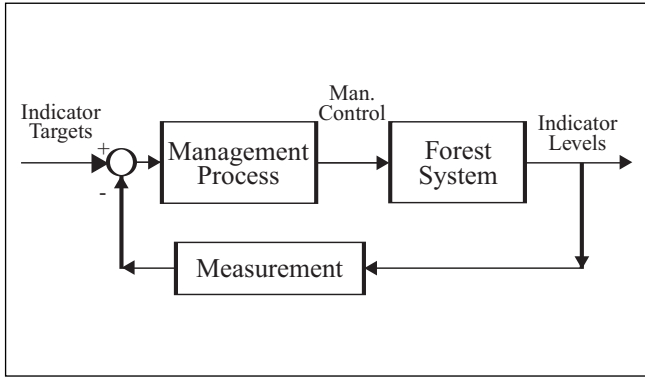 Indicator
Targets
+
-
Management
Process
Man.
Control
Forest
System
Indicator
Levels
Measurement